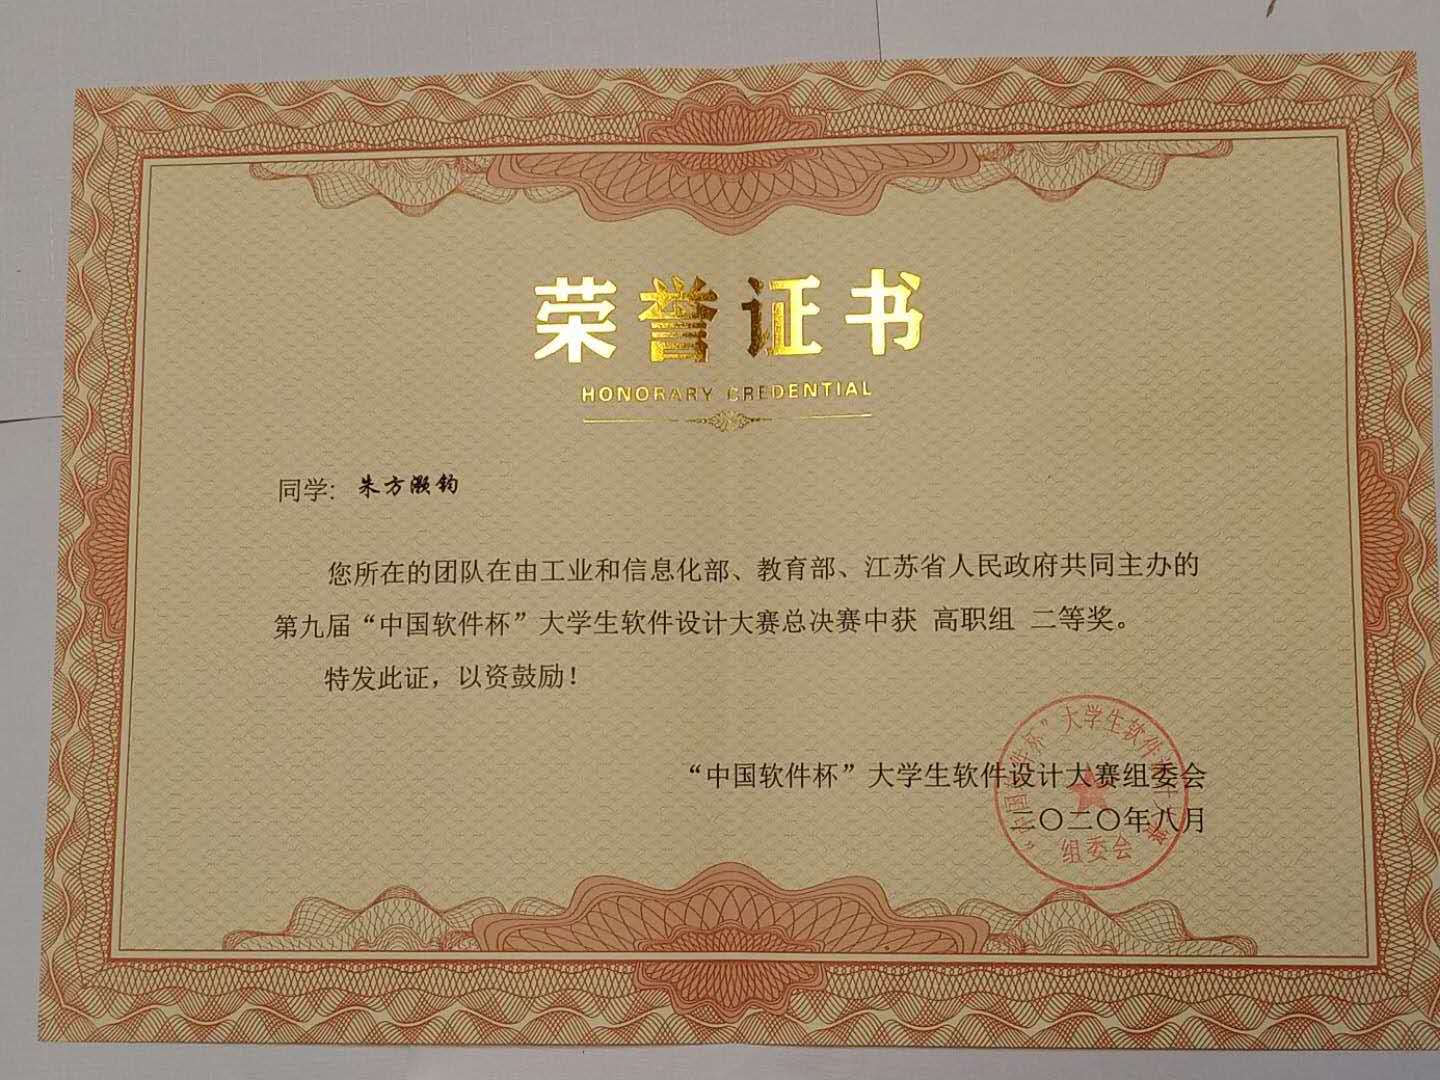 荣誉证书
HONORARY CREDENTIAL
同学: 朱方灏钧
您所在的团队在由工业和信息化部、教育部、江苏省人民政府共同主办的
第九届“中国软件杯”大学生软件设计大赛总决赛中获 高职组 二等奖。
特发此证，以资鼓励！
“中国软件杯”大学生软件设计大赛组委会
二〇二〇年八月
“中国软件杯”大学生软件设计大赛
组委会